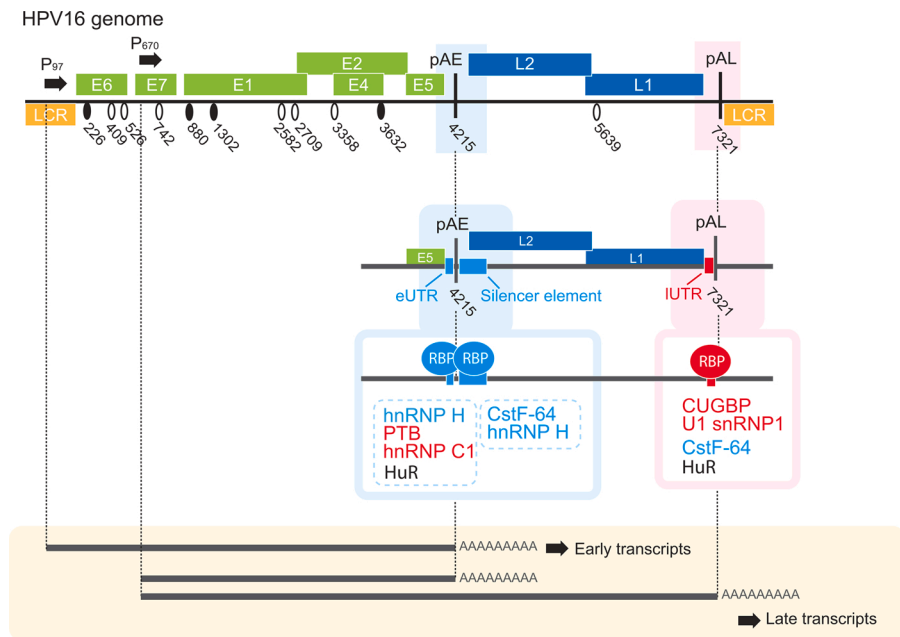 HPV16 genome
P97
P670
pAE
pAL
E6
E7
E1
E2
E4
E5
L2
L1
LCR
LCR
226
409
526
742
880
1302
2582
2709
3358
3632
4215
5639
7321
pAE
pAL
E5
L2
L1
eUTR
4215
Silencer element
lUTR
7321
RBP
RBP
RBP
hnRNP H
PTB
hnRNP C1
HuR
CstF-64
hnRNP H
CUGBP
U1 snRNP1
CstF-64
HuR
AAAAAAAAA
Early transcripts
AAAAAAAAA
AAAAAAAAA
Late transcripts